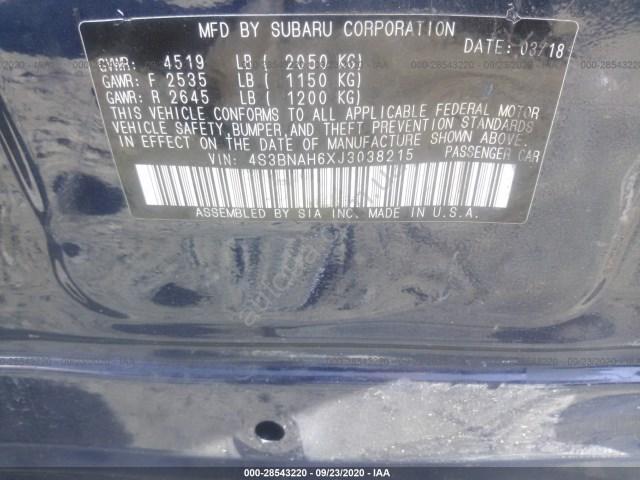 MFD BY SUBARU CORPORATION
DATE: 03/18
GVWR: 4519 LB ( 2050 KG)
GAWR: F 2535 LB ( 1150 KG)
GAWR: R 2645 LB ( 1200 KG)
THIS VEHICLE CONFORMS TO ALL APPLICABLE FEDERAL MOTOR
VEHICLE SAFETY, BUMPER, AND THEFT PREVENTION STANDARDS
IN EFFECT ON THE DATE OF MANUFACTURE SHOWN ABOVE.
VIN: 4S3BNAH6XJ3038215 PASSENGER CAR
ASSEMBLED BY SIA INC. MADE IN U.S.A.
000-28543220 - 09/23/2020 - IAA